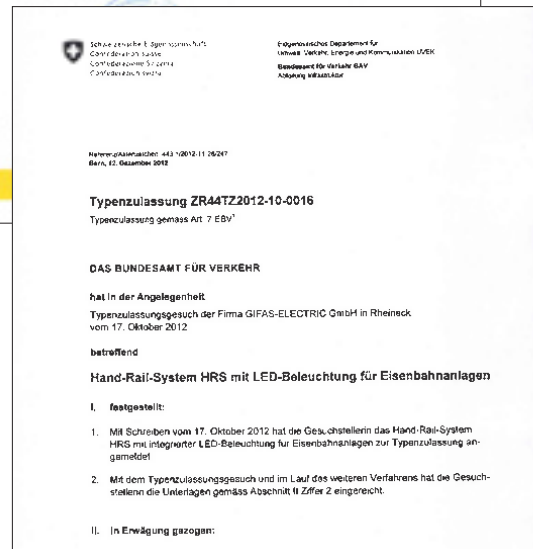 Schweizerische Eidgenossenschaft
Confédération suisse
Confederazione Svizzera
Confederaziun svizra
Eidgenössisches Departement für
Umwelt, Verkehr, Energie und Kommunikation UVEK
Bundesamt für Verkehr BAV
Abteilung Infrastruktur
Bern, 12. Dezember 2012
Typenzulassung ZR44TZ2012-10-0016
Typenzulassung gemäss Art. 7 EBV¹
DAS BUNDESAMT FÜR VERKEHR
hat in der Angelegenheit
Typenzulassungsgesuch der Firma GIFAS-ELECTRIC GmbH in Rheineck
vom 17. Oktober 2012
betreffend
Hand-Rail-System HRS mit LED-Beleuchtung für Eisenbahnanlagen
I. festgestellt:
1. Mit Schreiben vom 17. Oktober 2012 hat die Gesuchstellerin das Hand-Rail-System
HRS mit integrierter LED-Beleuchtung für Eisenbahnanlagen zur Typenzulassung an-
gemeldet
2. Mit dem Typenzulassungsgesuch und im Lauf des weiteren Verfahrens hat die Gesuch-
stellerin die Unterlagen gemäss Abschnitt II Ziffer 2 eingereicht.
II. In Erwägung gezogen: